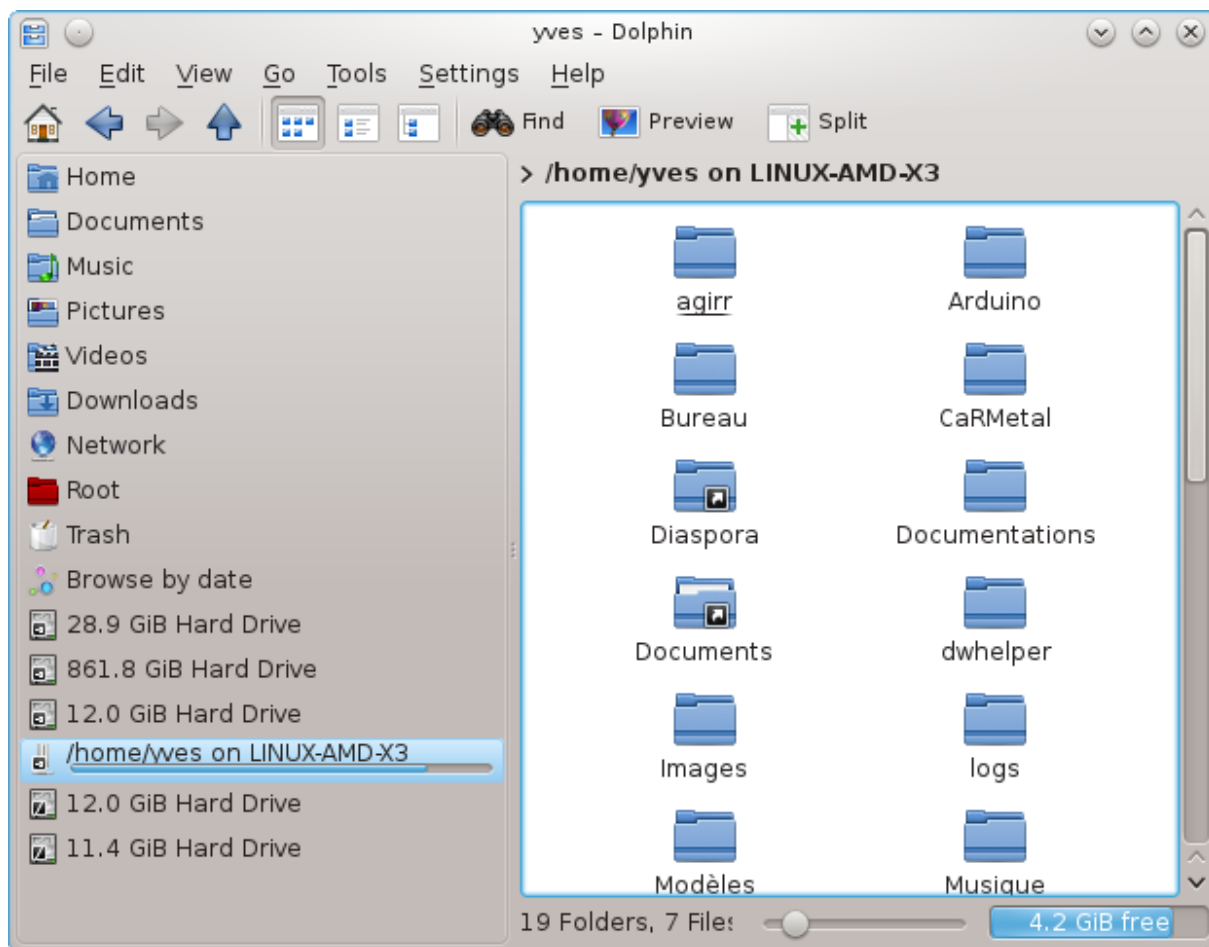 yves – Dolphin
File Edit View Go Tools Settings Help
Find Preview Split
Home
Documents
Music
Pictures
Videos
Downloads
Network
Root
Trash
Browse by date
28.9 GiB Hard Drive
861.8 GiB Hard Drive
12.0 GiB Hard Drive
/home/yves on LINUX-AMD-X3
12.0 GiB Hard Drive
11.4 GiB Hard Drive
> /home/yves on LINUX-AMD-X3
agirr Arduino
Bureau CaRMetal
Diaspora Documentations
Documents dwhelper
Images logs
Modèles Musique
19 Folders, 7 Files 4.2 GiB free